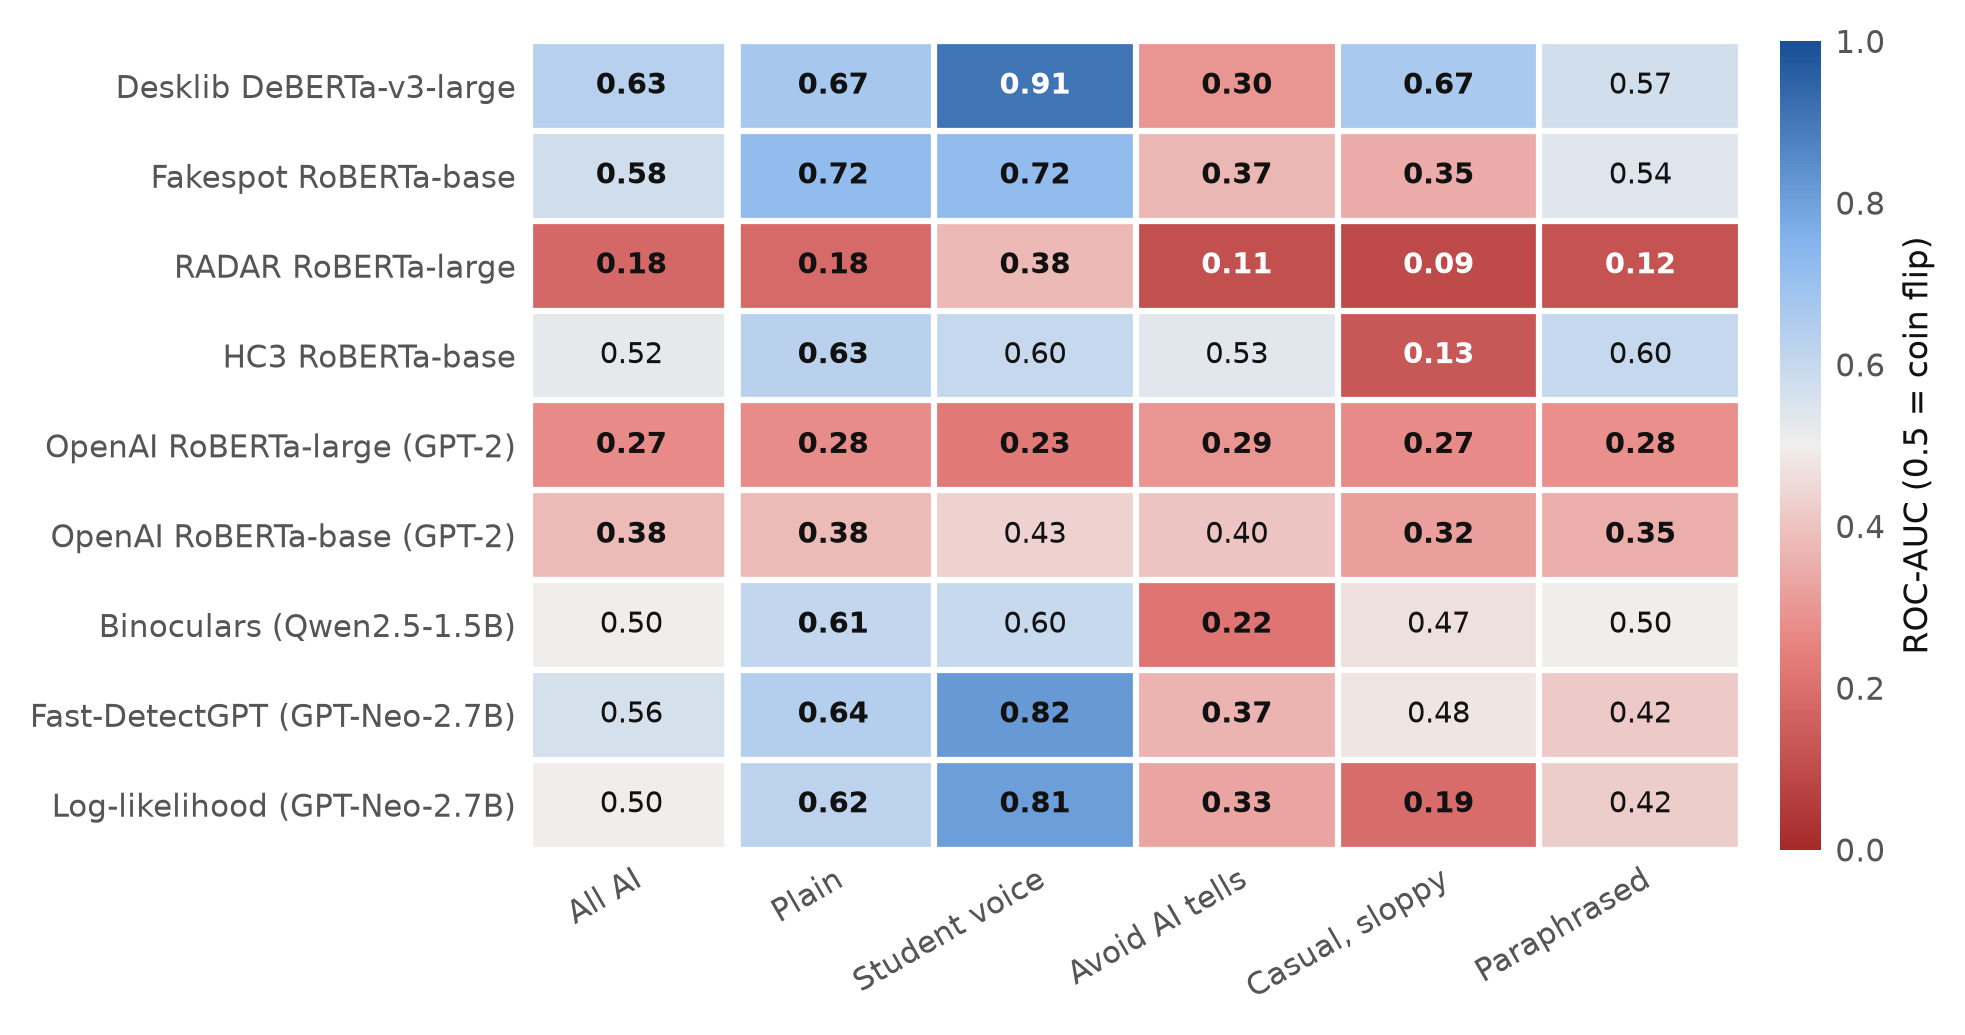 Desklib DeBERTa-v3-large 0.63 0.67 0.91 0.30 0.67 0.57
Fakespot RoBERTa-base 0.58 0.72 0.72 0.37 0.35 0.54
RADAR RoBERTa-large 0.18 0.18 0.38 0.11 0.09 0.12
HC3 RoBERTa-base 0.52 0.63 0.60 0.53 0.13 0.60
OpenAI RoBERTa-large (GPT-2) 0.27 0.28 0.23 0.29 0.27 0.28
OpenAI RoBERTa-base (GPT-2) 0.38 0.38 0.43 0.40 0.32 0.35
Binoculars (Qwen2.5-1.5B) 0.50 0.61 0.60 0.22 0.47 0.50
Fast-DetectGPT (GPT-Neo-2.7B) 0.56 0.64 0.82 0.37 0.48 0.42
Log-likelihood (GPT-Neo-2.7B) 0.50 0.62 0.81 0.33 0.19 0.42
All AI
Plain
Student voice
Avoid AI tells
Casual, sloppy
Paraphrased
1.0
0.8
0.6
0.4
0.2
0.0
ROC-AUC (0.5 = coin flip)